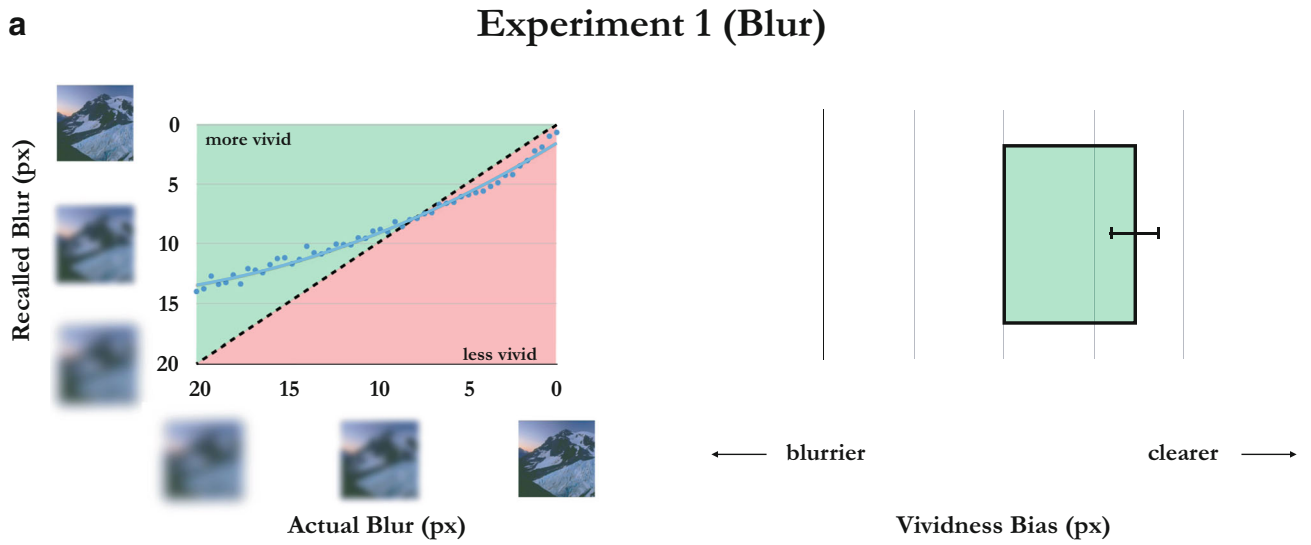 a
Experiment 1 (Blur)
Recalled Blur (px)
0
5
10
15
20
more vivid
less vivid
20 15 10 5 0
Actual Blur (px)
blurrier
clearer
Vividness Bias (px)